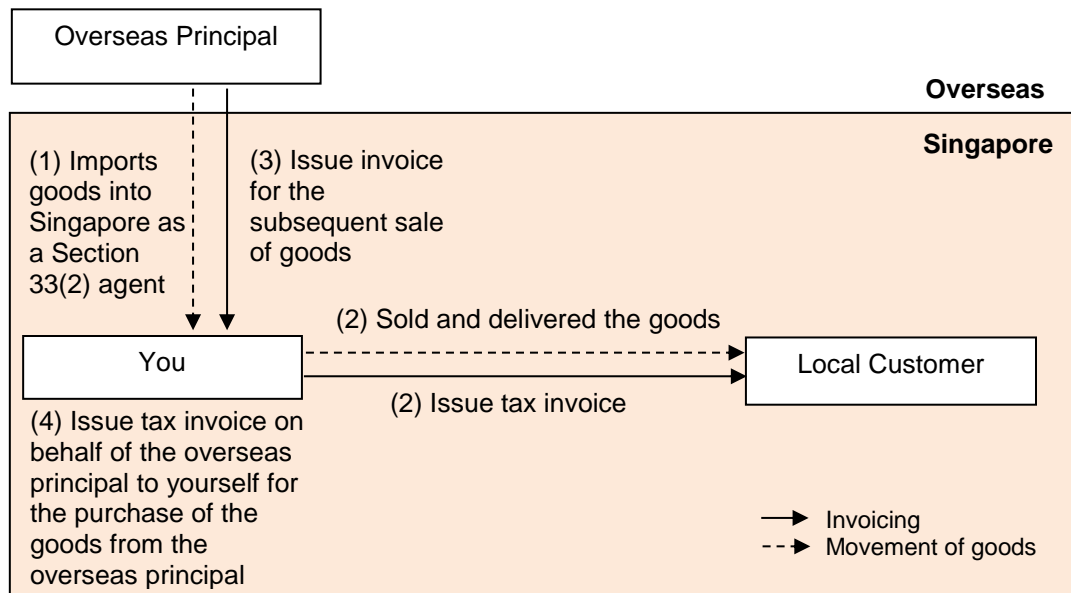 Overseas Principal
Overseas
Singapore
(1) Imports
goods into
Singapore as
a Section
33(2) agent
(3) Issue invoice
for the
subsequent sale
of goods
(2) Sold and delivered the goods
You
Local Customer
(2) Issue tax invoice
(4) Issue tax invoice on
behalf of the overseas
principal to yourself for
the purchase of the
goods from the
overseas principal
Invoicing
Movement of goods